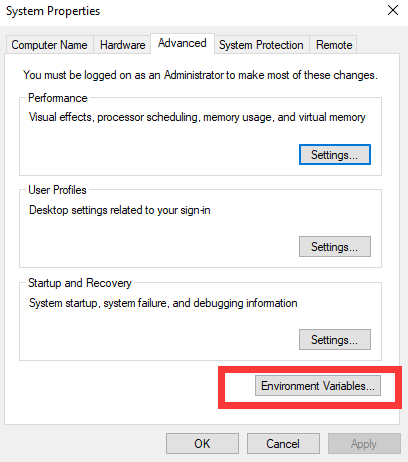 System Properties
Computer Name Hardware Advanced System Protection Remote
You must be logged on as an Administrator to make most of these changes.
Performance
Visual effects, processor scheduling, memory usage, and virtual memory
Settings...
User Profiles
Desktop settings related to your sign-in
Settings...
Startup and Recovery
System startup, system failure, and debugging information
Settings...
Environment Variables...
OK Cancel Apply